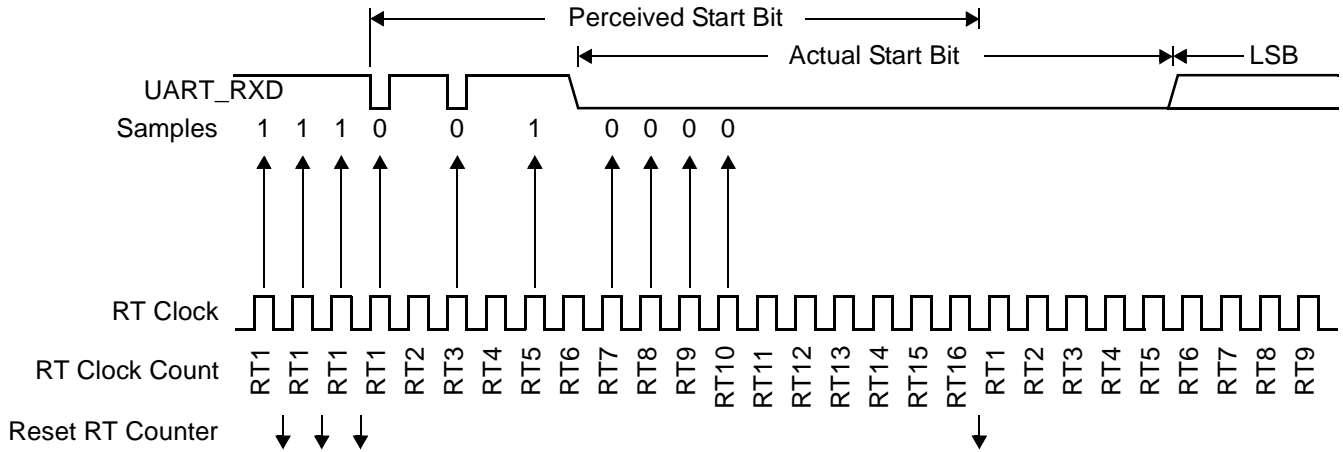 Perceived Start Bit
Actual Start Bit LSB
UART_RXD
Samples 1 1 1 0 0 1 0 0 0 0
RT Clock
RT Clock Count RT1 RT1 RT1 RT1 RT2 RT3 RT4 RT5 RT6 RT7 RT8 RT9 RT10 RT11 RT12 RT13 RT14 RT15 RT16 RT1 RT2 RT3 RT4 RT5 RT6 RT7 RT8 RT9
Reset RT Counter